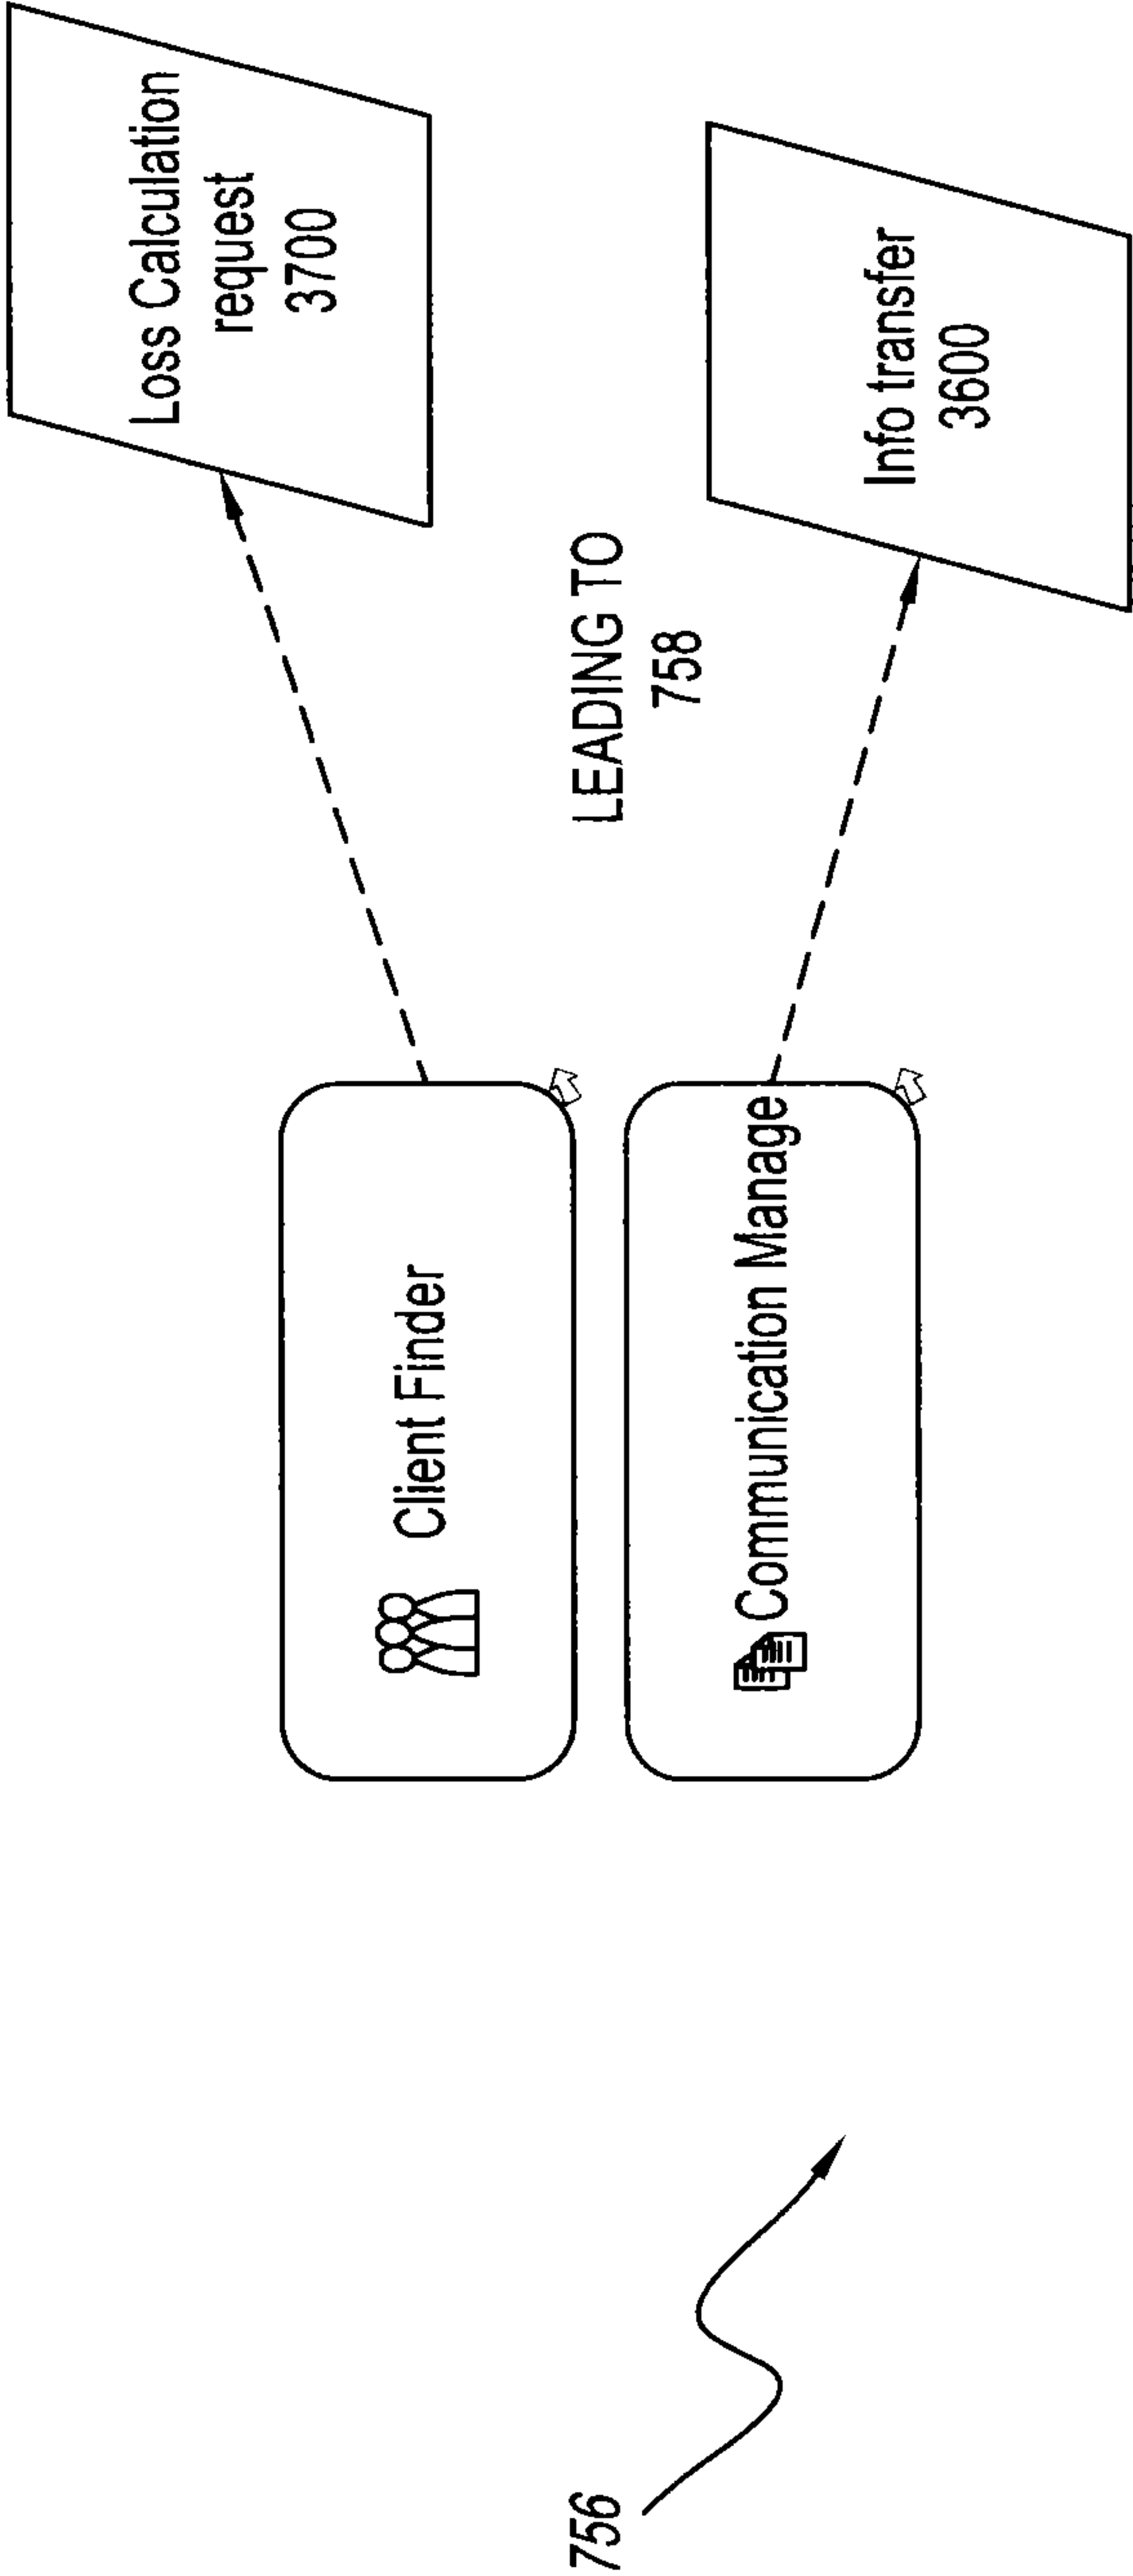 756
Client Finder
Communication Manage
LEADING TO
758
Loss Calculation
request
3700
Info transfer
3600